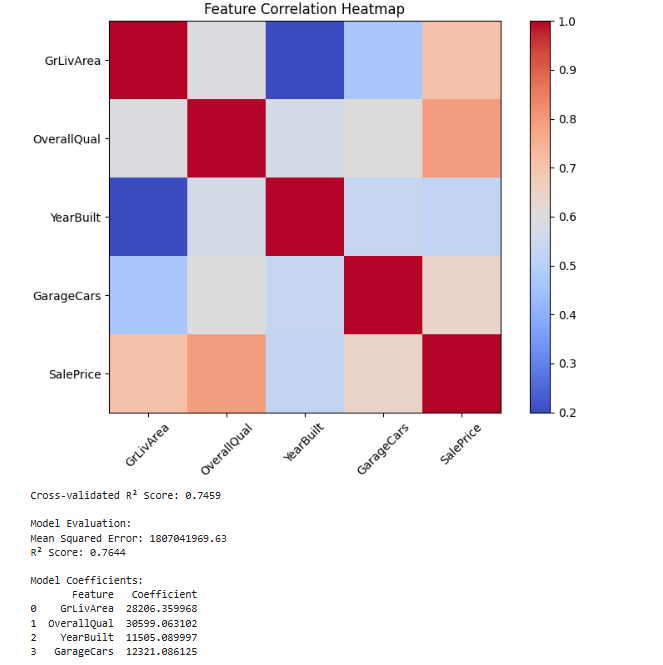 Feature Correlation Heatmap
GrLivArea
OverallQual
YearBuilt
GarageCars
SalePrice
GrLivArea
OverallQual
YearBuilt
GarageCars
SalePrice
1.0
0.9
0.8
0.7
0.6
0.5
0.4
0.3
0.2
Cross-validated R² Score: 0.7459
Model Evaluation:
Mean Squared Error: 1807041969.63
R² Score: 0.7644
Model Coefficients:
Feature Coefficient
0 GrLivArea 28206.359968
1 OverallQual 30599.063102
2 YearBuilt 11505.089997
3 GarageCars 12321.086125